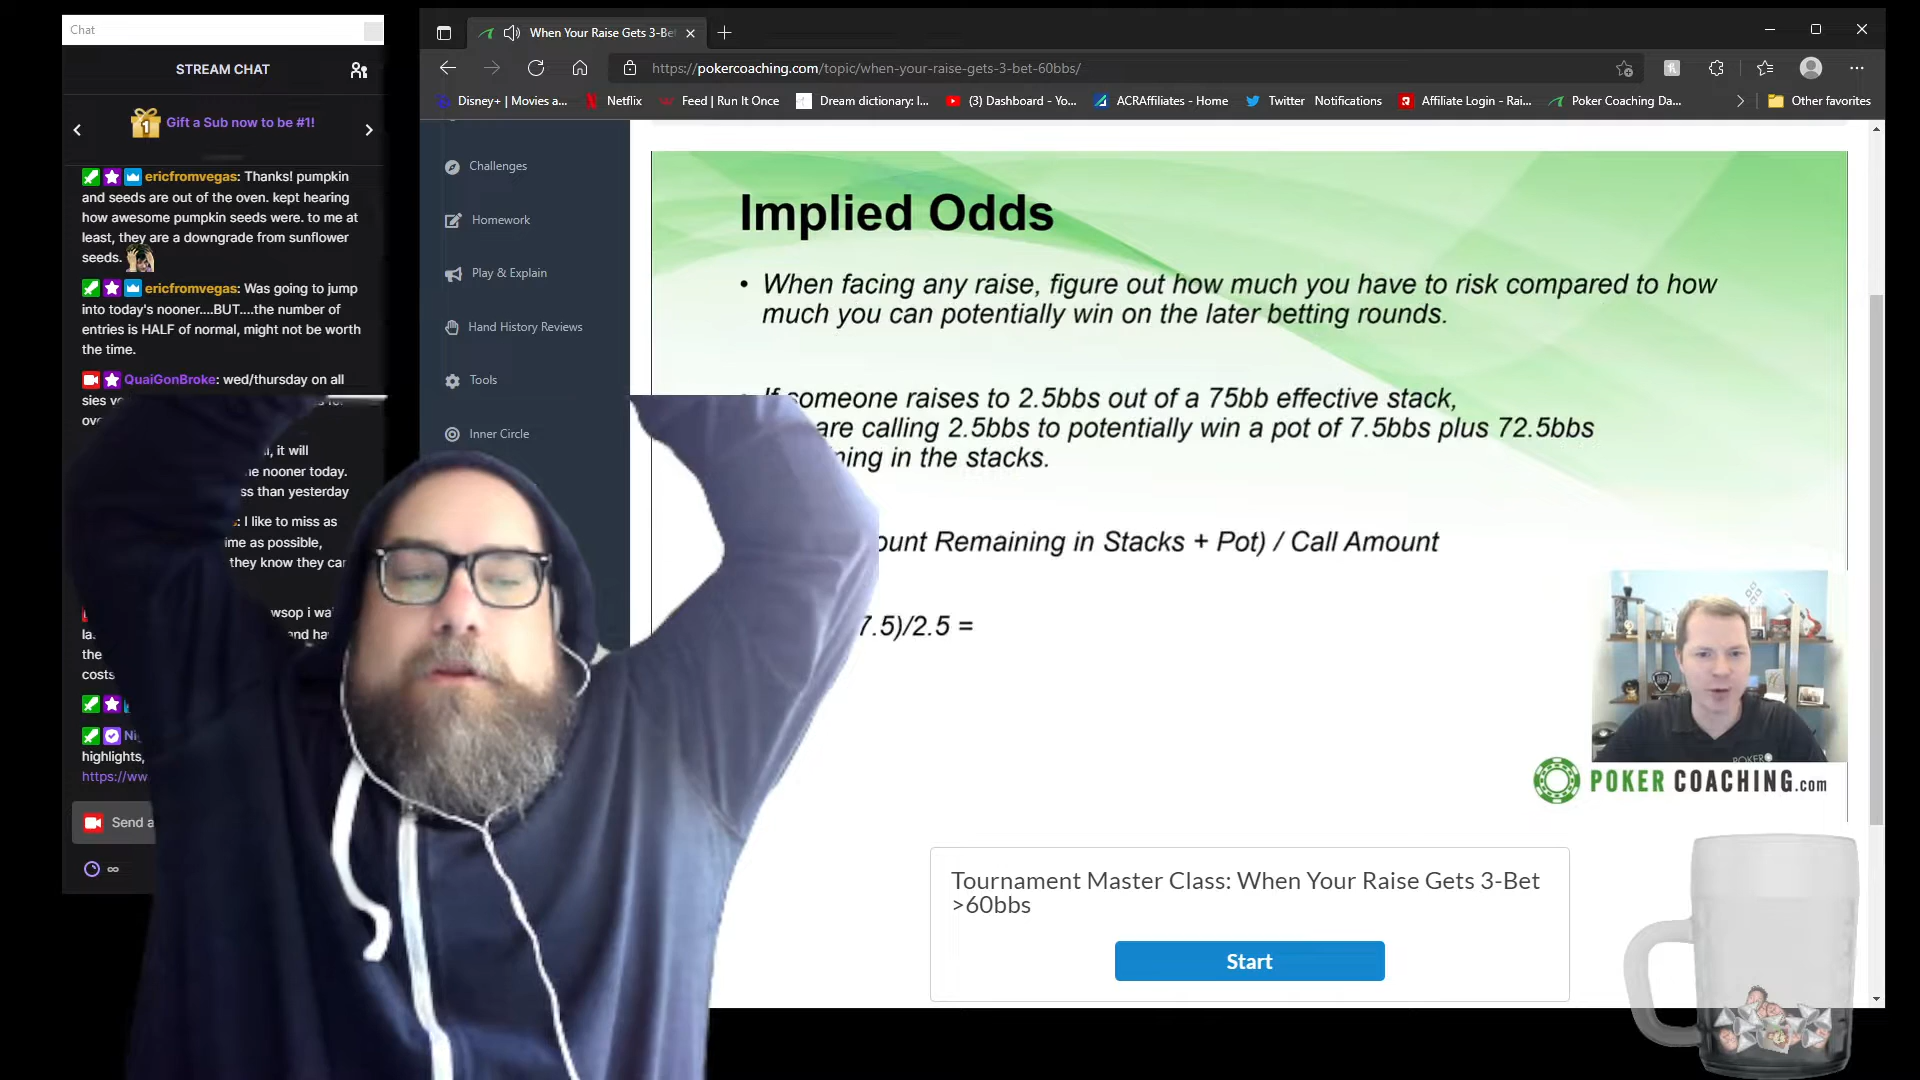 Chat
STREAM CHAT
1
Gift a Sub now to be #1!
ericfromvegas: Thanks! pumpkin
and seeds are out of the oven. kept hearing
how awesome pumpkin seeds were. to me at
least, they are a downgrade from sunflower
seeds.
ericfromvegas: Was going to jump
into today's nooner....BUT....the number of
entries is HALF of normal, might not be worth
the time.
QuaiGonBroke: wed/thursday on all
, it will
nooner today.
than yesterday
: I like to miss as
as possible,
they know they can
wsop i
and
the
costs
highlights,
https://ww
Send a
∞
When Your Raise Gets 3-Be
https://pokercoaching.com/topic/when-your-raise-gets-3-bet-60bbs/
Disney+ | Movies a...
Netflix
Feed | Run It Once
Dream dictionary: I...
(3) Dashboard - Yo...
ACRAffiliates - Home
Twitter
Notifications
Affiliate Login - Rai...
Poker Coaching Da...
Other favorites
Challenges
Homework
Play & Explain
Hand History Reviews
Tools
Inner Circle
Implied Odds
• When facing any raise, figure out how much you have to risk compared to how
much you can potentially win on the later betting rounds.
If someone raises to 2.5bbs out of a 75bb effective stack,
are calling 2.5bbs to potentially win a pot of 7.5bbs plus 72.5bbs
in the stacks.
Remaining in Stacks + Pot) / Call Amount
7.5)/2.5 =
POKER
POKER COACHING.com
Tournament Master Class: When Your Raise Gets 3-Bet
>60bbs
Start